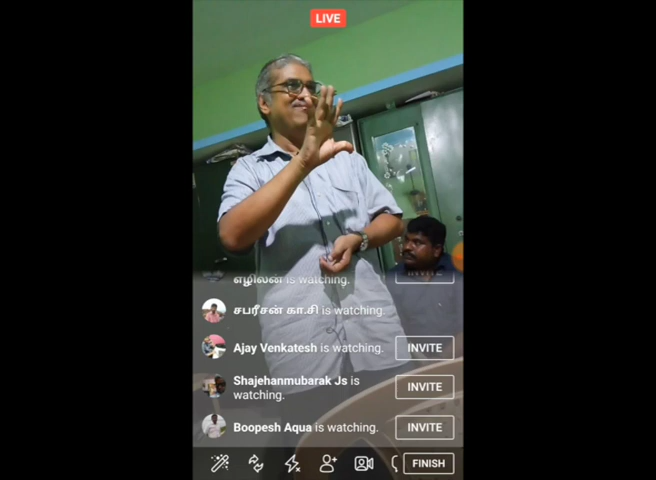 LIVE
எழிலன் is watching.
INVITE
சபரீசன் கா.சி is watching.
Ajay Venkatesh is watching.
INVITE
Shajehanmubarak Js is
watching.
INVITE
Boopesh Aqua is watching.
INVITE
FINISH